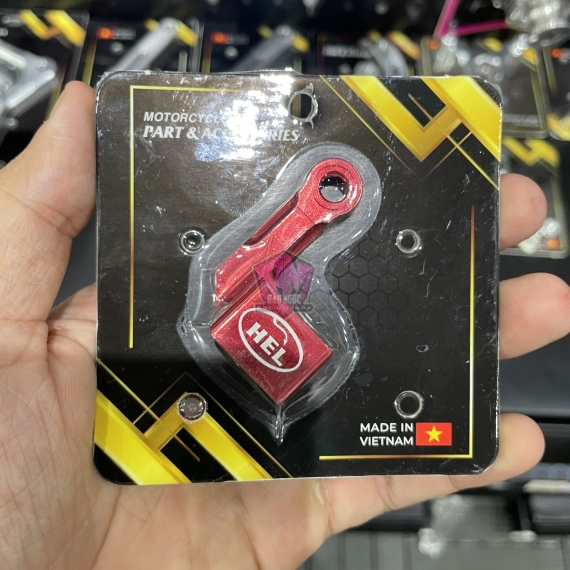 MOTORCYCLE
PART & ACCESSORIES
HEL
MADE IN
VIETNAM